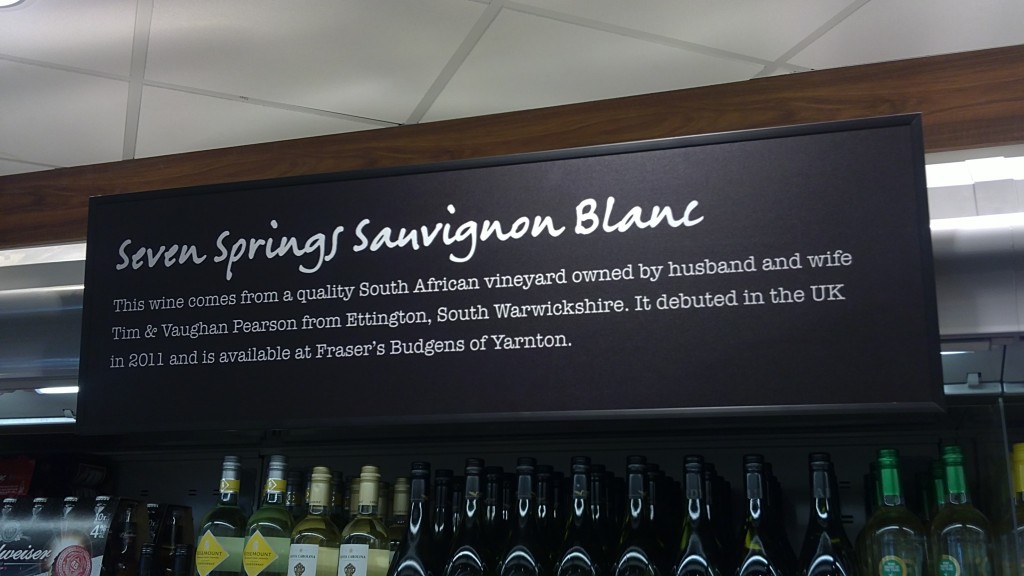 Seven Springs Sauvignon Blanc
This wine comes from a quality South African vineyard owned by husband and wife
Tim & Vaughan Pearson from Ettington, South Warwickshire. It debuted in the UK
in 2011 and is available at Fraser's Budgens of Yarnton.